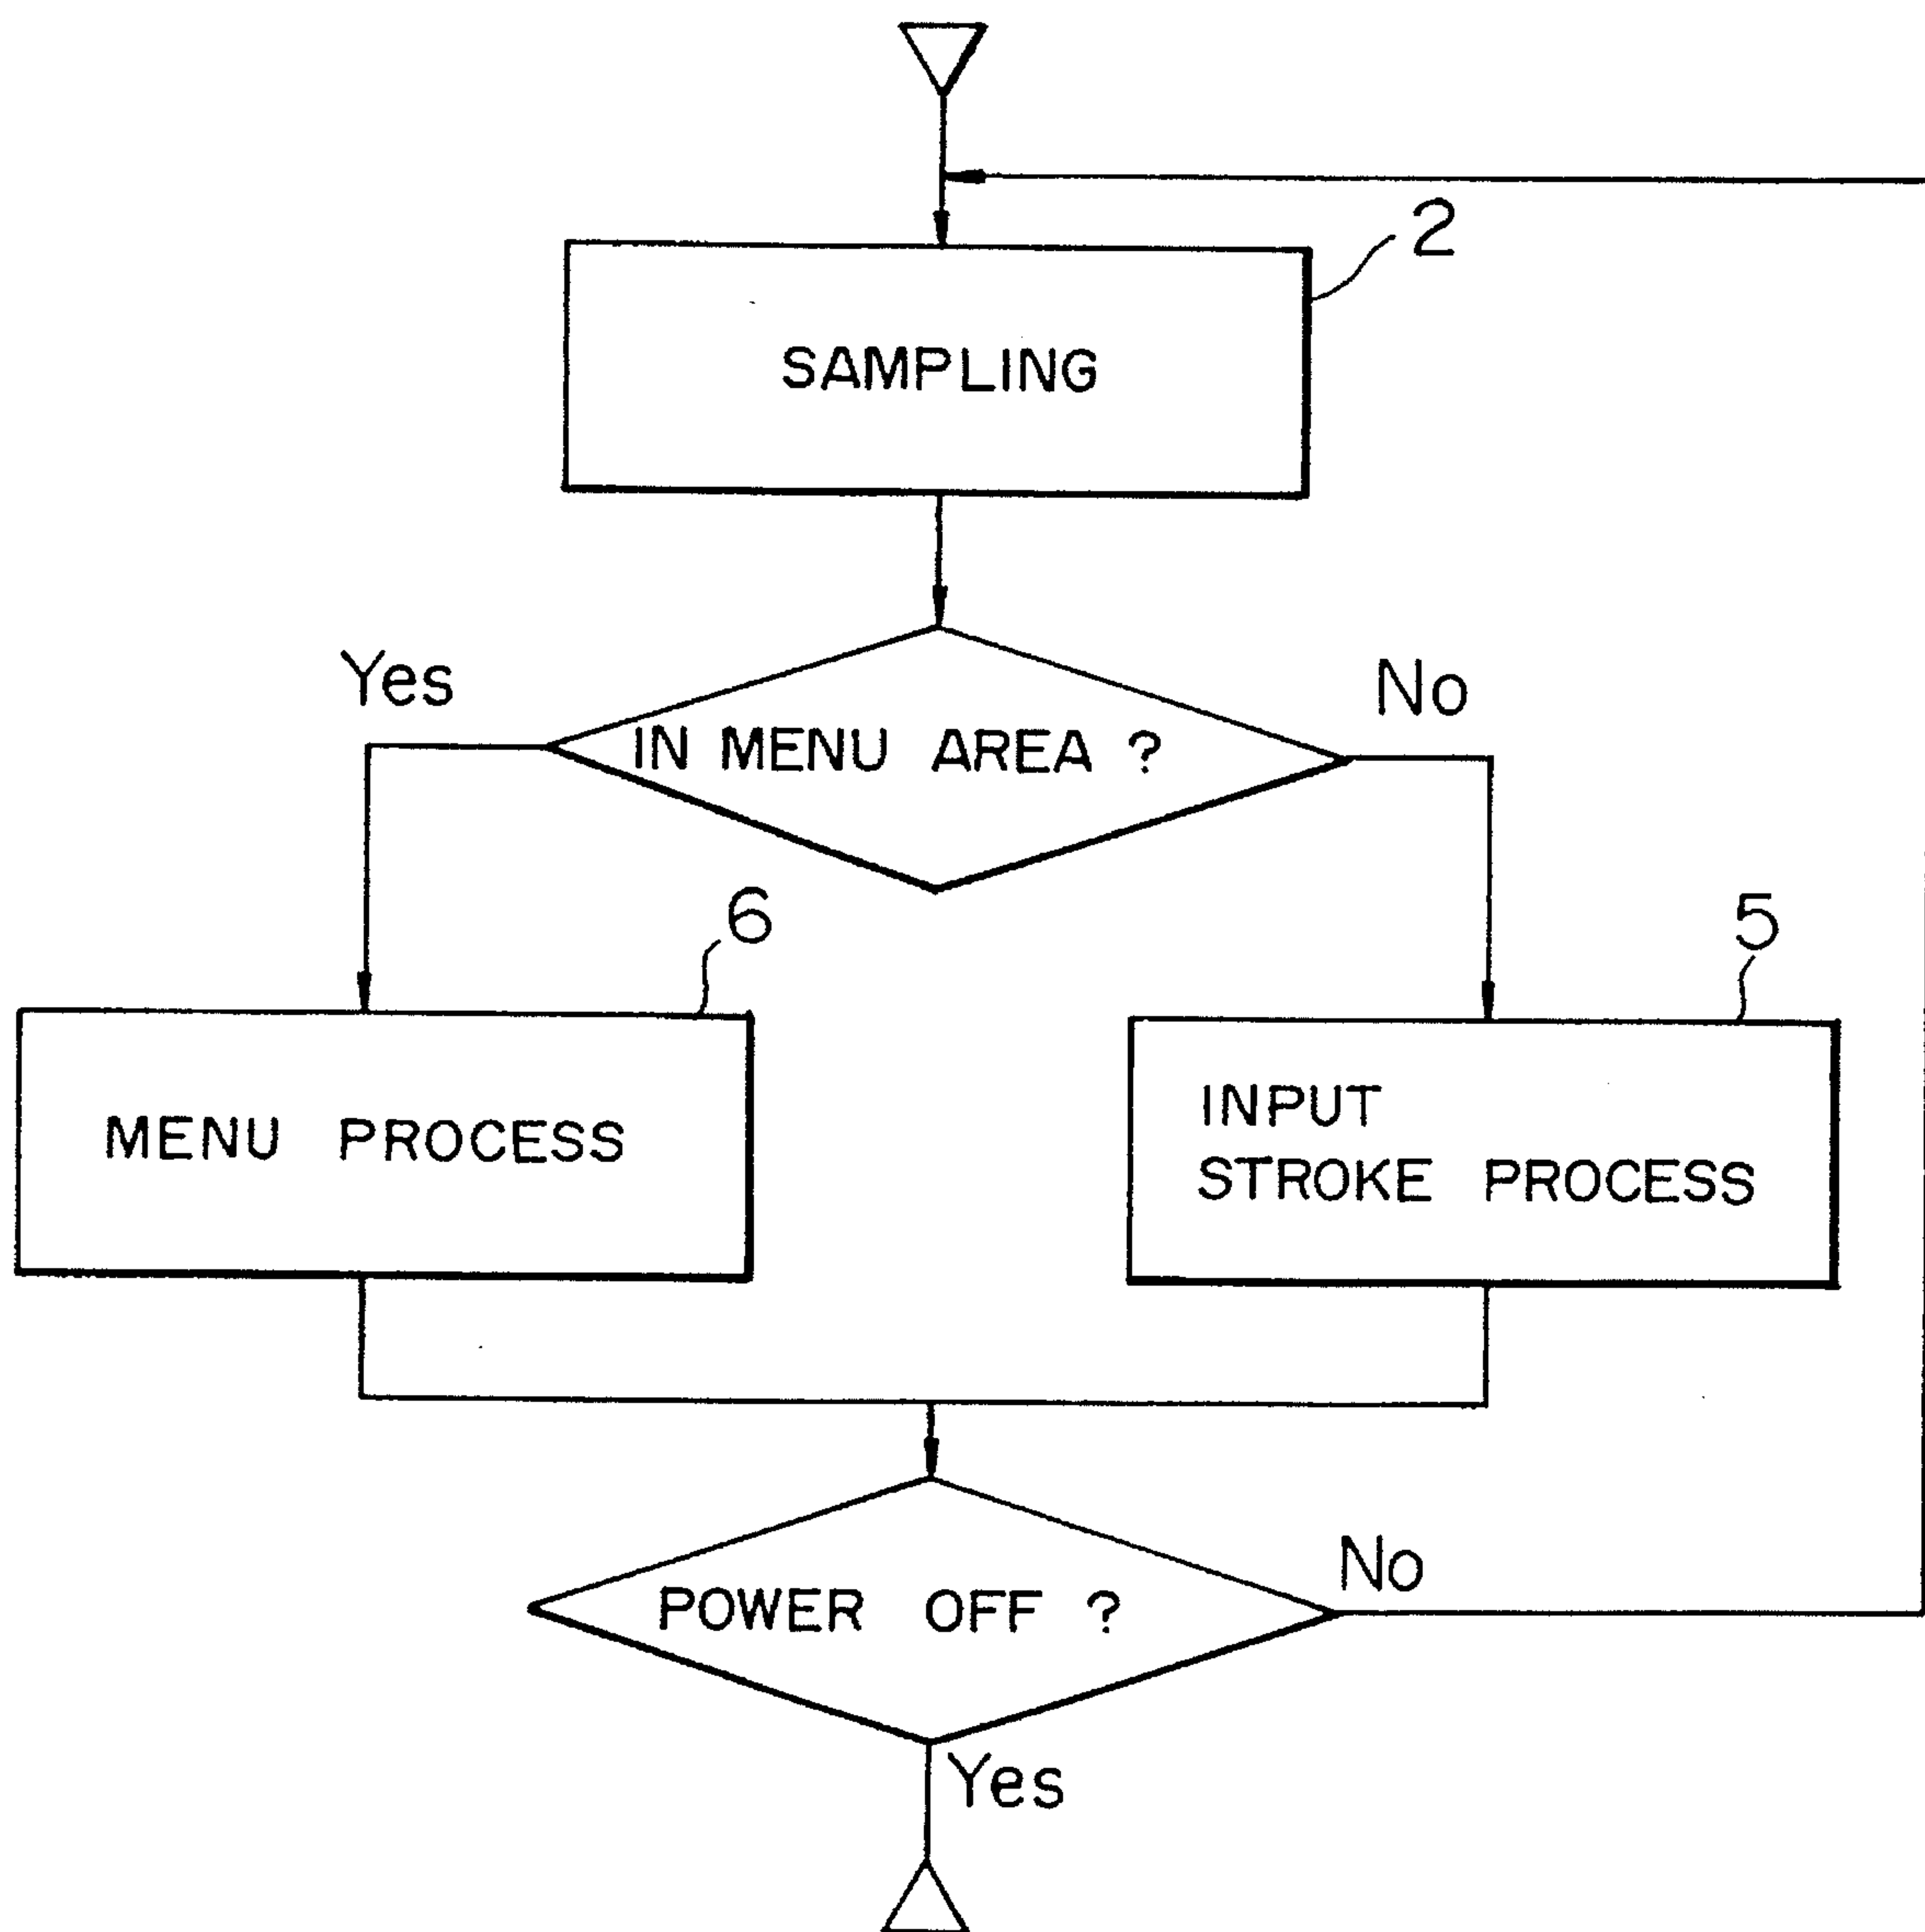 2
SAMPLING
Yes
No
IN MENU AREA ?
6
5
MENU PROCESS
INPUT
STROKE PROCESS
No
POWER OFF ?
Yes